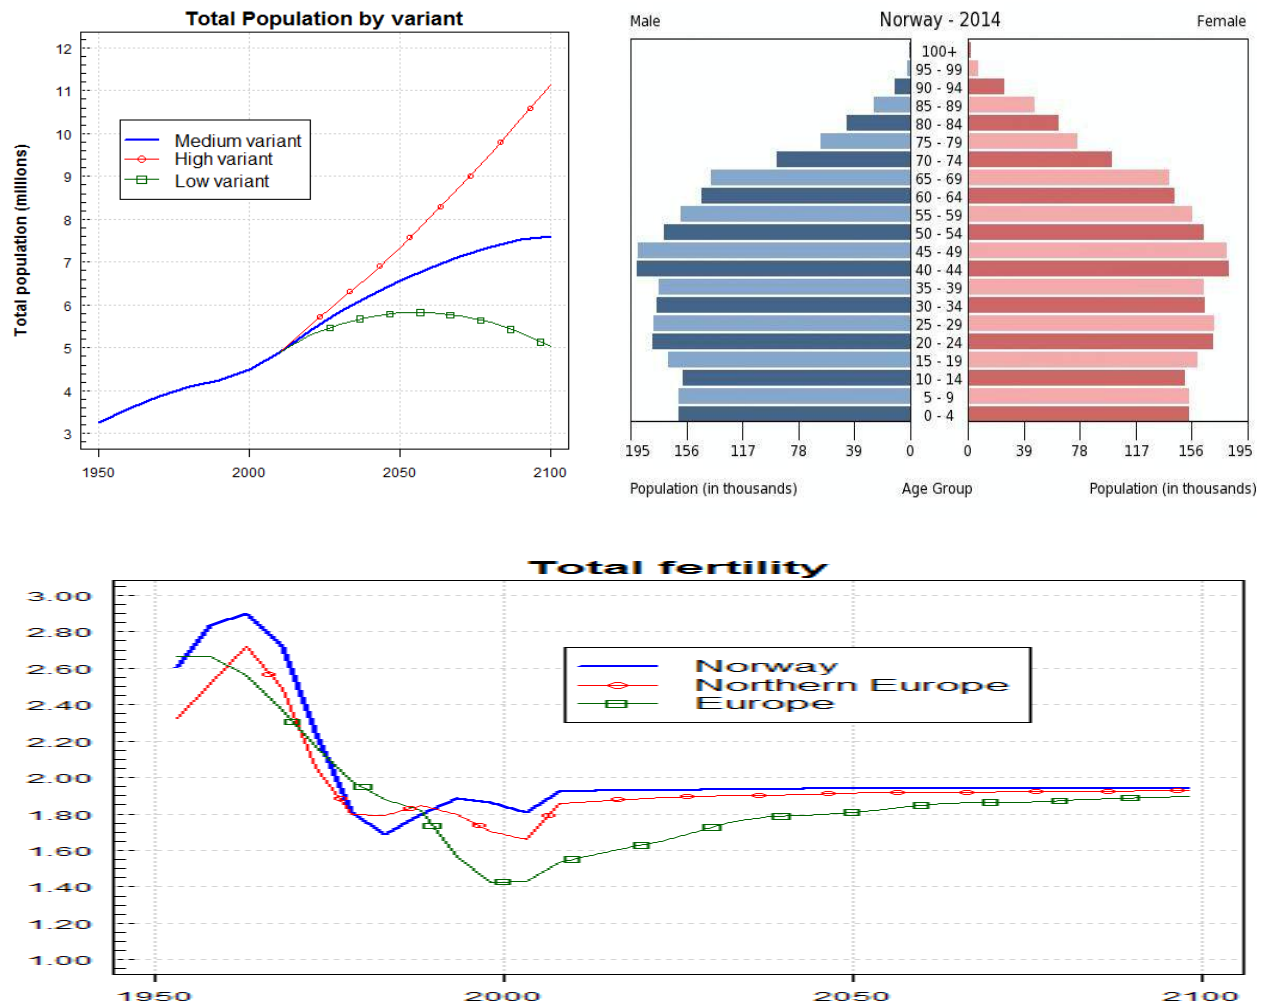 Total Population by variant
Total population (millions)
12
11
10
9
8
7
6
5
4
3
Medium variant
High variant
Low variant
1950 2000 2050 2100
Male Norway - 2014 Female
100+
95 - 99
90 - 94
85 - 89
80 - 84
75 - 79
70 - 74
65 - 69
60 - 64
55 - 59
50 - 54
45 - 49
40 - 44
35 - 39
30 - 34
25 - 29
20 - 24
15 - 19
10 - 14
5 - 9
0 - 4
195 156 117 78 39 0 0 39 78 117 156 195
Population (in thousands) Age Group Population (in thousands)
Total fertility
3.00
2.80
2.60
2.40
2.20
2.00
1.80
1.60
1.40
1.20
1.00
Norway
Northern Europe
Europe
1950 2000 2050 2100